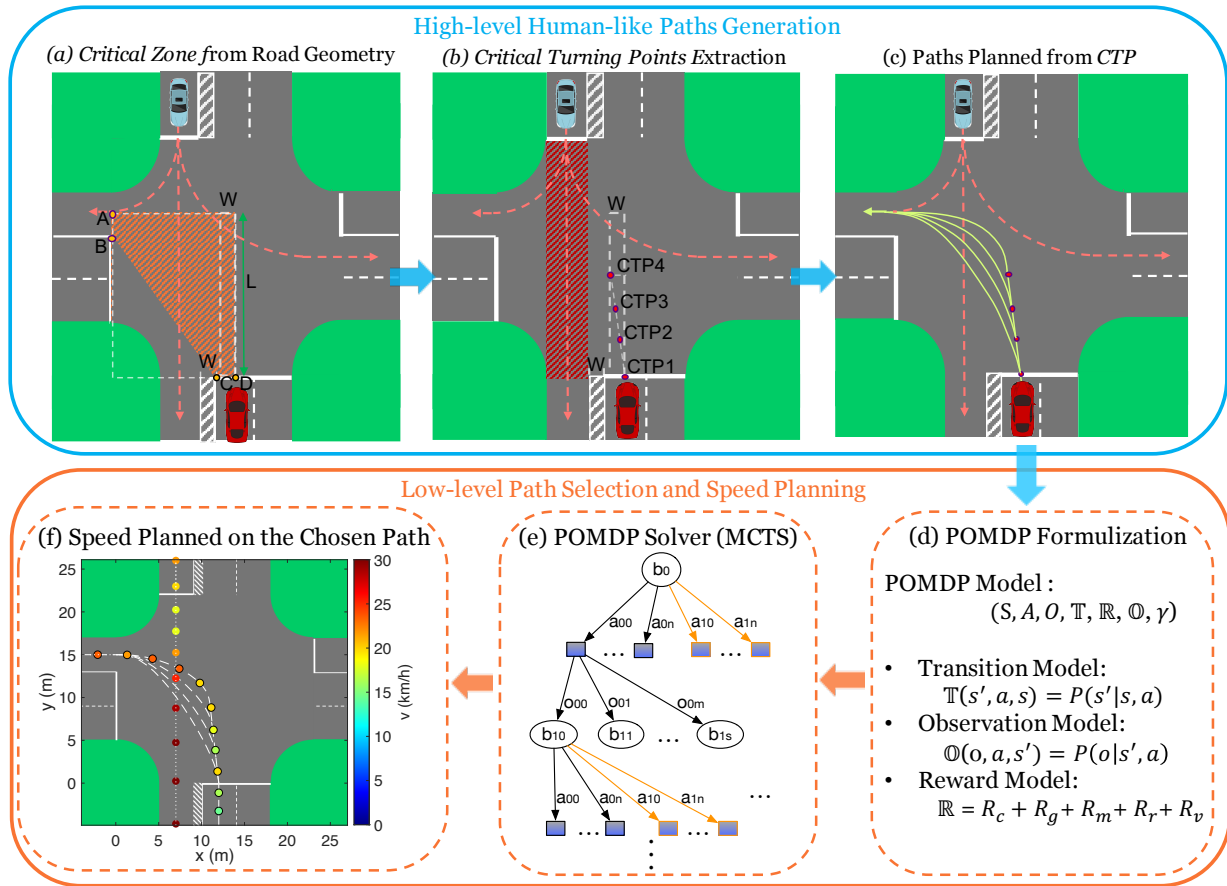 High-level Human-like Paths Generation
(a) Critical Zone from Road Geometry
(b) Critical Turning Points Extraction
(c) Paths Planned from CTP
W
A
B
L
W
C D
W
CTP4
CTP3
CTP2
W
CTP1
Low-level Path Selection and Speed Planning
(f) Speed Planned on the Chosen Path
25
20
15
10
5
0
y (m)
0 5 10 15 20 25
x (m)
30
25
20
15
10
5
0
v (km/h)
(e) POMDP Solver (MCTS)
b0
a00 a0n a10 a1n
... ...
o00 o01 o0m
b10 b11 ... b1s
a00 a0n a10 a1n ...
... ...
(d) POMDP Formulization
POMDP Model :
(S, A, O, 𝕋, ℝ, 𝕆, γ)
• Transition Model:
𝕋(s′, a, s) = P(s′|s, a)
• Observation Model:
𝕆(o, a, s′) = P(o|s′, a)
• Reward Model:
ℝ = R_c + R_g + R_m + R_r + R_v